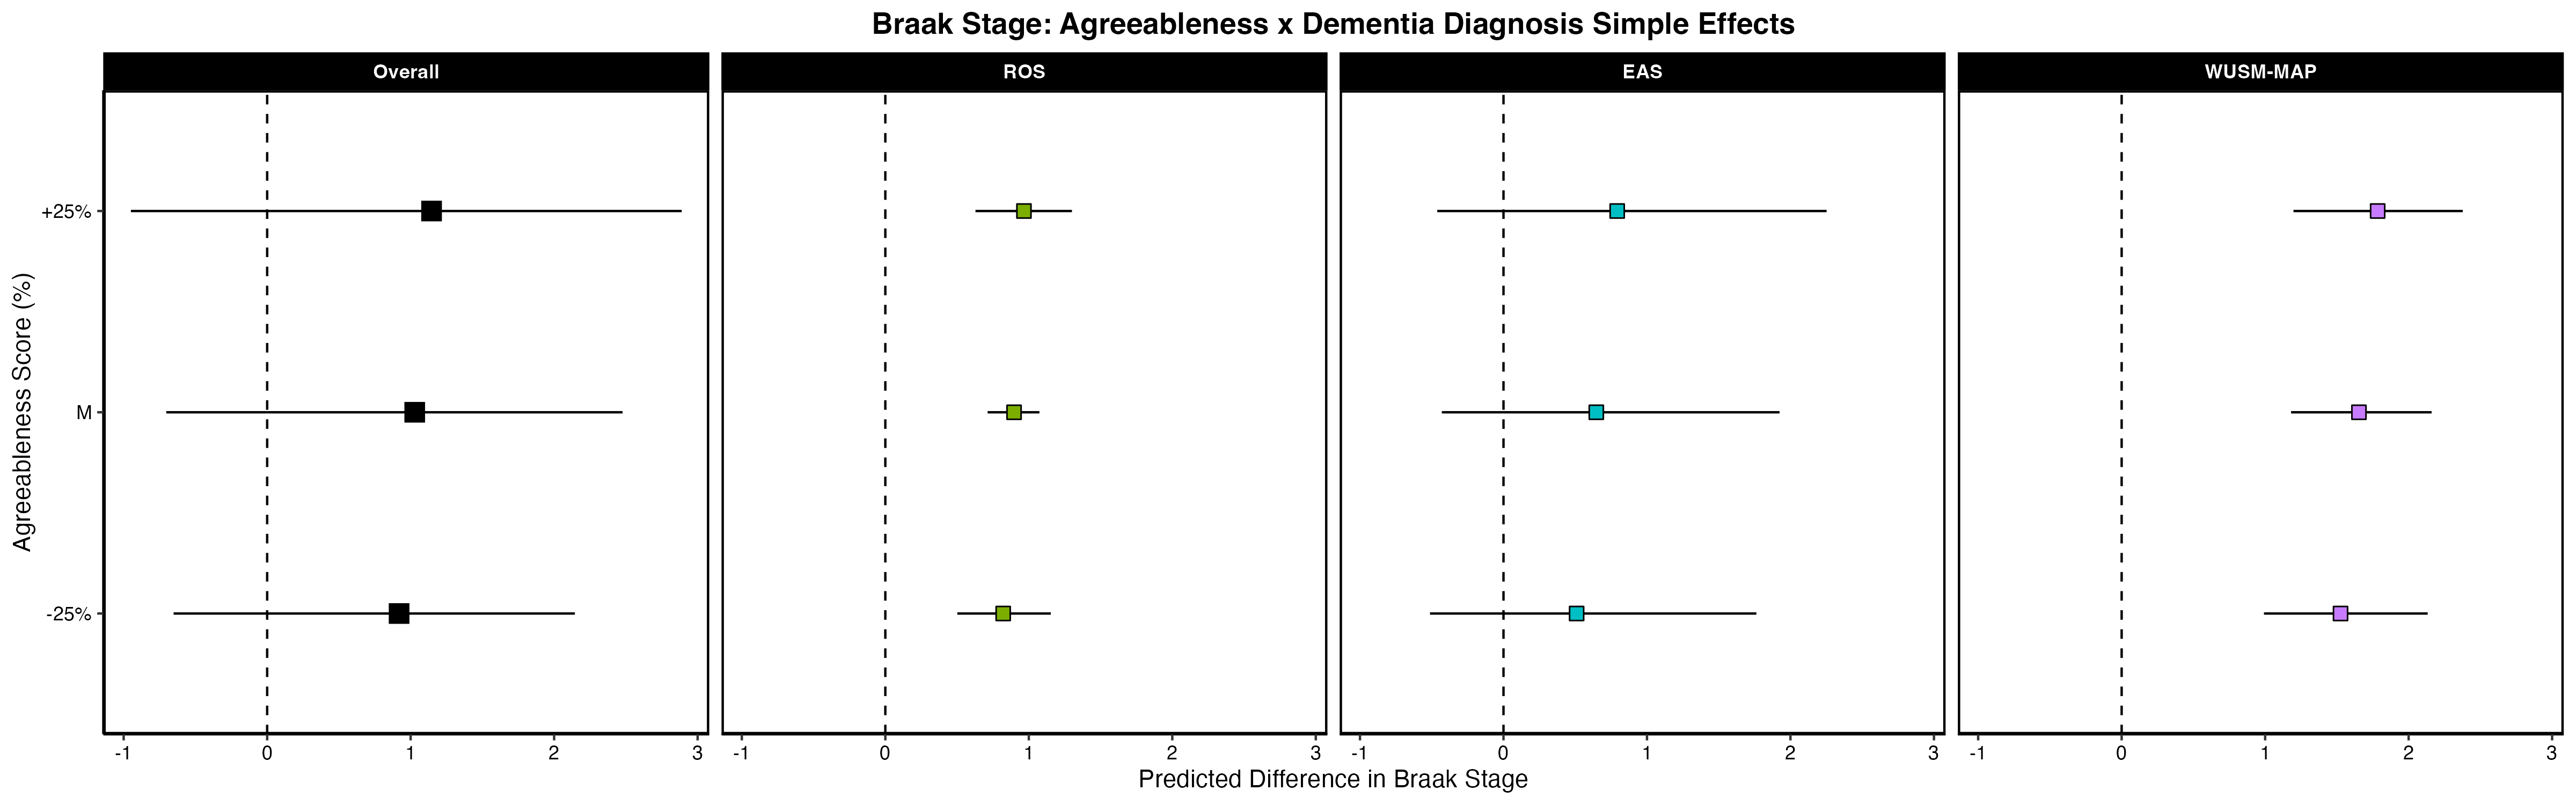 Braak Stage: Agreeableness x Dementia Diagnosis Simple Effects
Overall
ROS
EAS
WUSM-MAP
Agreeableness Score (%)
+25%
M
-25%
-1 0 1 2 3
-1 0 1 2 3
-1 0 1 2 3
-1 0 1 2 3
Predicted Difference in Braak Stage